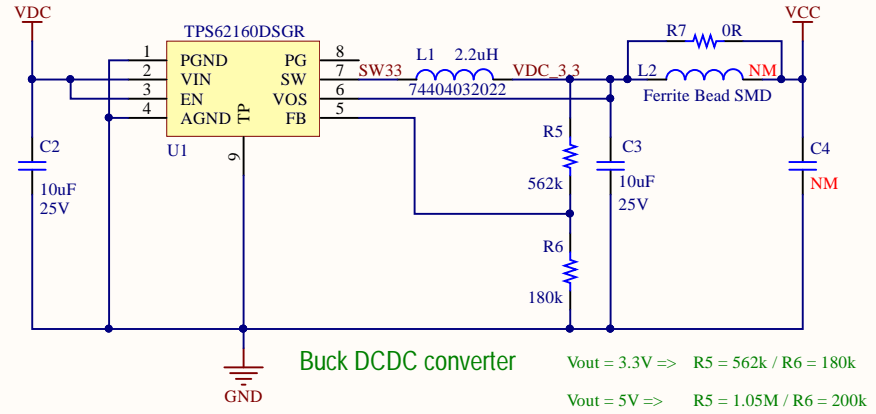 VDC
VCC
TPS62160DSGR
R7 0R
1 PGND PG 8
L1 2.2uH
2 VIN SW 7 SW33 VDC_3.3 L2 NM
3 EN VOS 6 74404032022 Ferrite Bead SMD
4 AGND TP FB 5
U1
9
R5
562k
C2
10uF
25V
C3
10uF
25V
C4
NM
R6
180k
GND
Buck DCDC converter
Vout = 3.3V => R5 = 562k / R6 = 180k
Vout = 5V => R5 = 1.05M / R6 = 200k